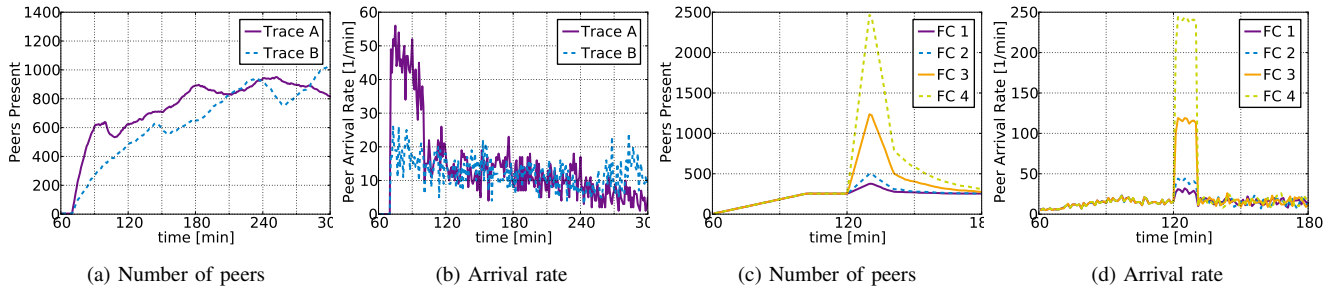 1400
1200
1000
800
600
400
200
0
Peers Present
Trace A
Trace B
60 120 180 240 30
time [min]
(a) Number of peers
60
50
40
30
20
10
0
Peer Arrival Rate [1/min]
Trace A
Trace B
60 120 180 240 30
time [min]
(b) Arrival rate
2500
2000
1500
1000
500
0
Peers Present
FC 1
FC 2
FC 3
FC 4
60 120 18
time [min]
(c) Number of peers
250
200
150
100
50
0
Peer Arrival Rate [1/min]
FC 1
FC 2
FC 3
FC 4
60 120 180
time [min]
(d) Arrival rate